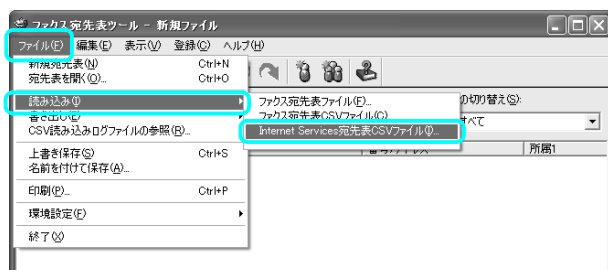 ファクス宛先表ツール - 新規ファイル
ファイル(F) 編集(E) 表示(V) 登録(C) ヘルプ(H)
新規宛先表(N) Ctrl+N
宛先表を開く(O)... Ctrl+O
読み込み(I)
書き出し(E)
CSV読み込みログファイルの参照(R)...
上書き保存(S) Ctrl+S
名前を付けて保存(A)...
印刷(P)... Ctrl+P
環境設定(F)
終了(X)
ファクス宛先表ファイル(F)...
ファクス宛先表CSVファイル(C)...
Internet Services宛先表CSVファイル(I)...
の切り替え(S):
すべて
所属1